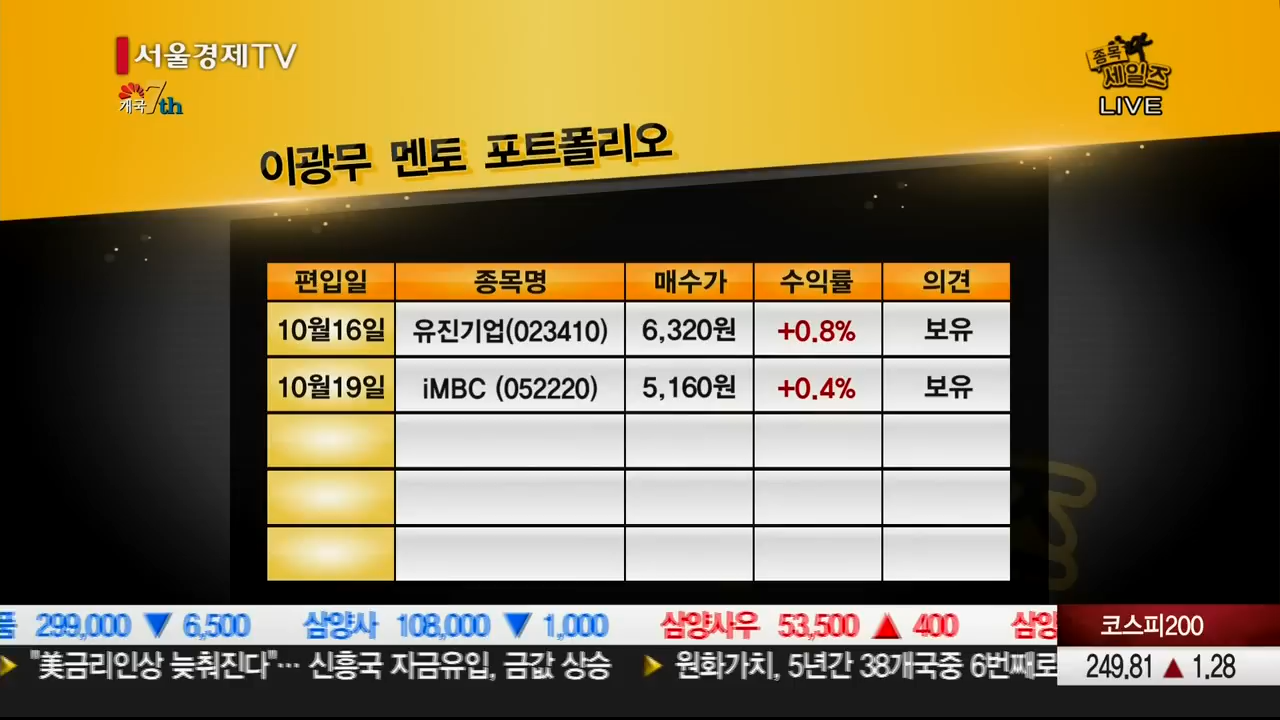 서울경제TV
개국 7th
종목
세일즈
LIVE
이광무 멘토 포트폴리오
편입일 종목명 매수가 수익률 의견
10월16일 유진기업(023410) 6,320원 +0.8% 보유
10월19일 iMBC (052220) 5,160원 +0.4% 보유
품 299,000 ▼ 6,500 삼양사 108,000 ▼ 1,000 삼양사우 53,500 ▲ 400 삼양
코스피200
"美금리인상 늦춰진다"… 신흥국 자금유입, 금값 상승 원화가치, 5년간 38개국중 6번째로
249.81 ▲ 1.28